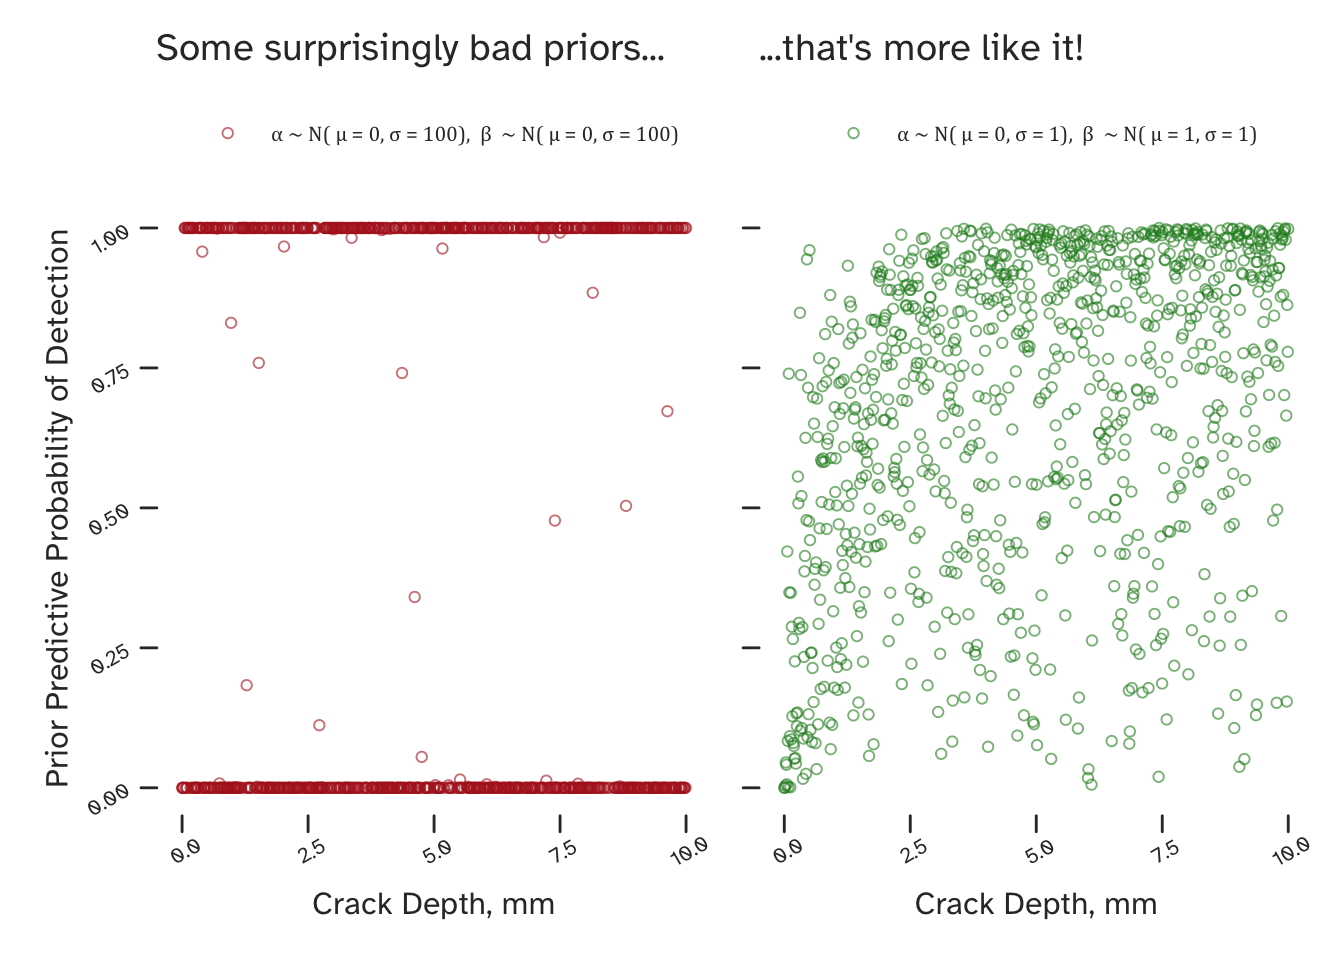 Some surprisingly bad priors...
...that's more like it!
α ~ N( μ = 0, σ = 100), β ~ N( μ = 0, σ = 100)
α ~ N( μ = 0, σ = 1), β ~ N( μ = 1, σ = 1)
Prior Predictive Probability of Detection
1.00
0.75
0.50
0.25
0.00
0.0 2.5 5.0 7.5 10.0
0.0 2.5 5.0 7.5 10.0
Crack Depth, mm
Crack Depth, mm